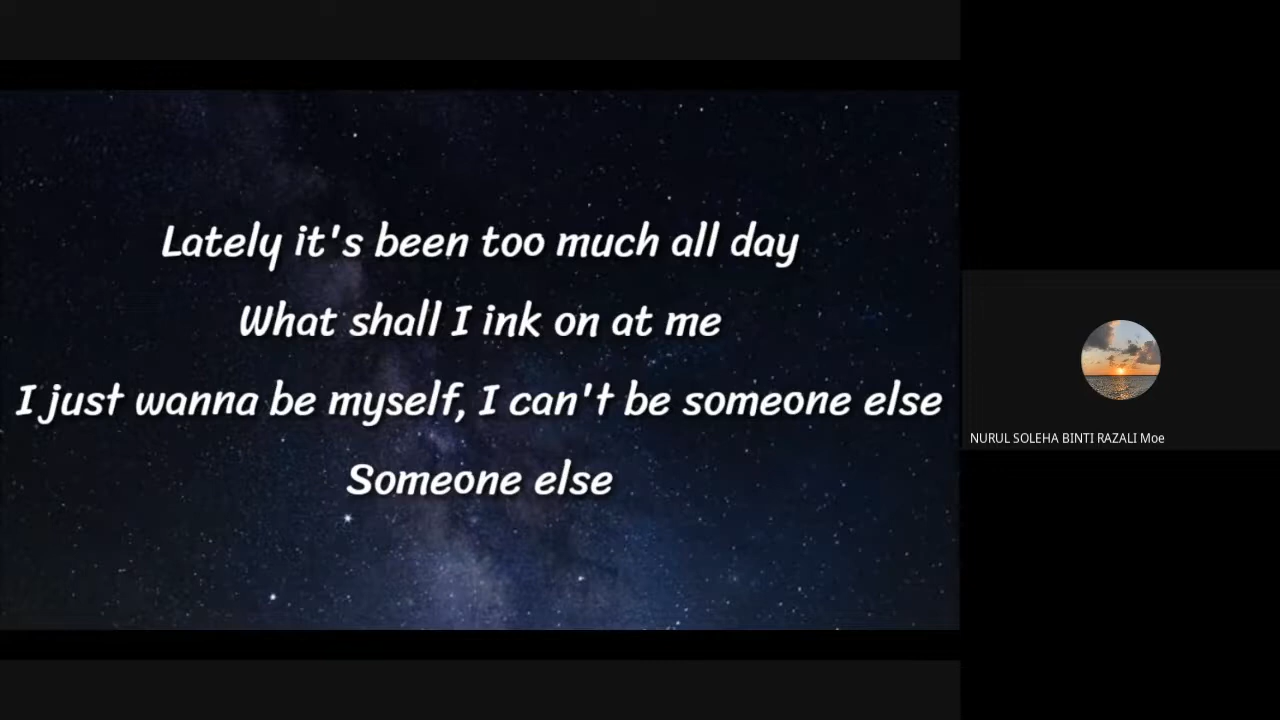 Lately it's been too much all day
What shall I ink on at me
I just wanna be myself, I can't be someone else
Someone else
NURUL SOLEHA BINTI RAZALI Moe